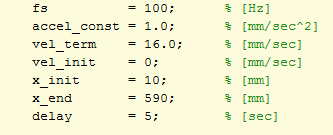 fs = 100; % [Hz]
accel_const = 1.0; % [mm/sec^2]
vel_term = 16.0; % [mm/sec]
vel_init = 0; % [mm/sec]
x_init = 10; % [mm]
x_end = 590; % [mm]
delay = 5; % [sec]